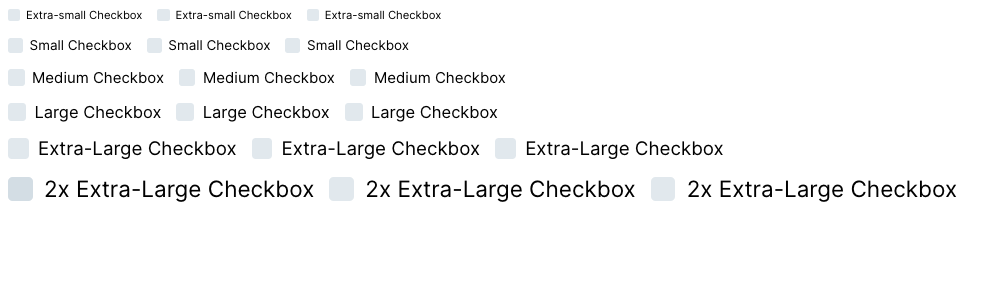 Extra-small Checkbox Extra-small Checkbox Extra-small Checkbox
Small Checkbox Small Checkbox Small Checkbox
Medium Checkbox Medium Checkbox Medium Checkbox
Large Checkbox Large Checkbox Large Checkbox
Extra-Large Checkbox Extra-Large Checkbox Extra-Large Checkbox
2x Extra-Large Checkbox 2x Extra-Large Checkbox 2x Extra-Large Checkbox